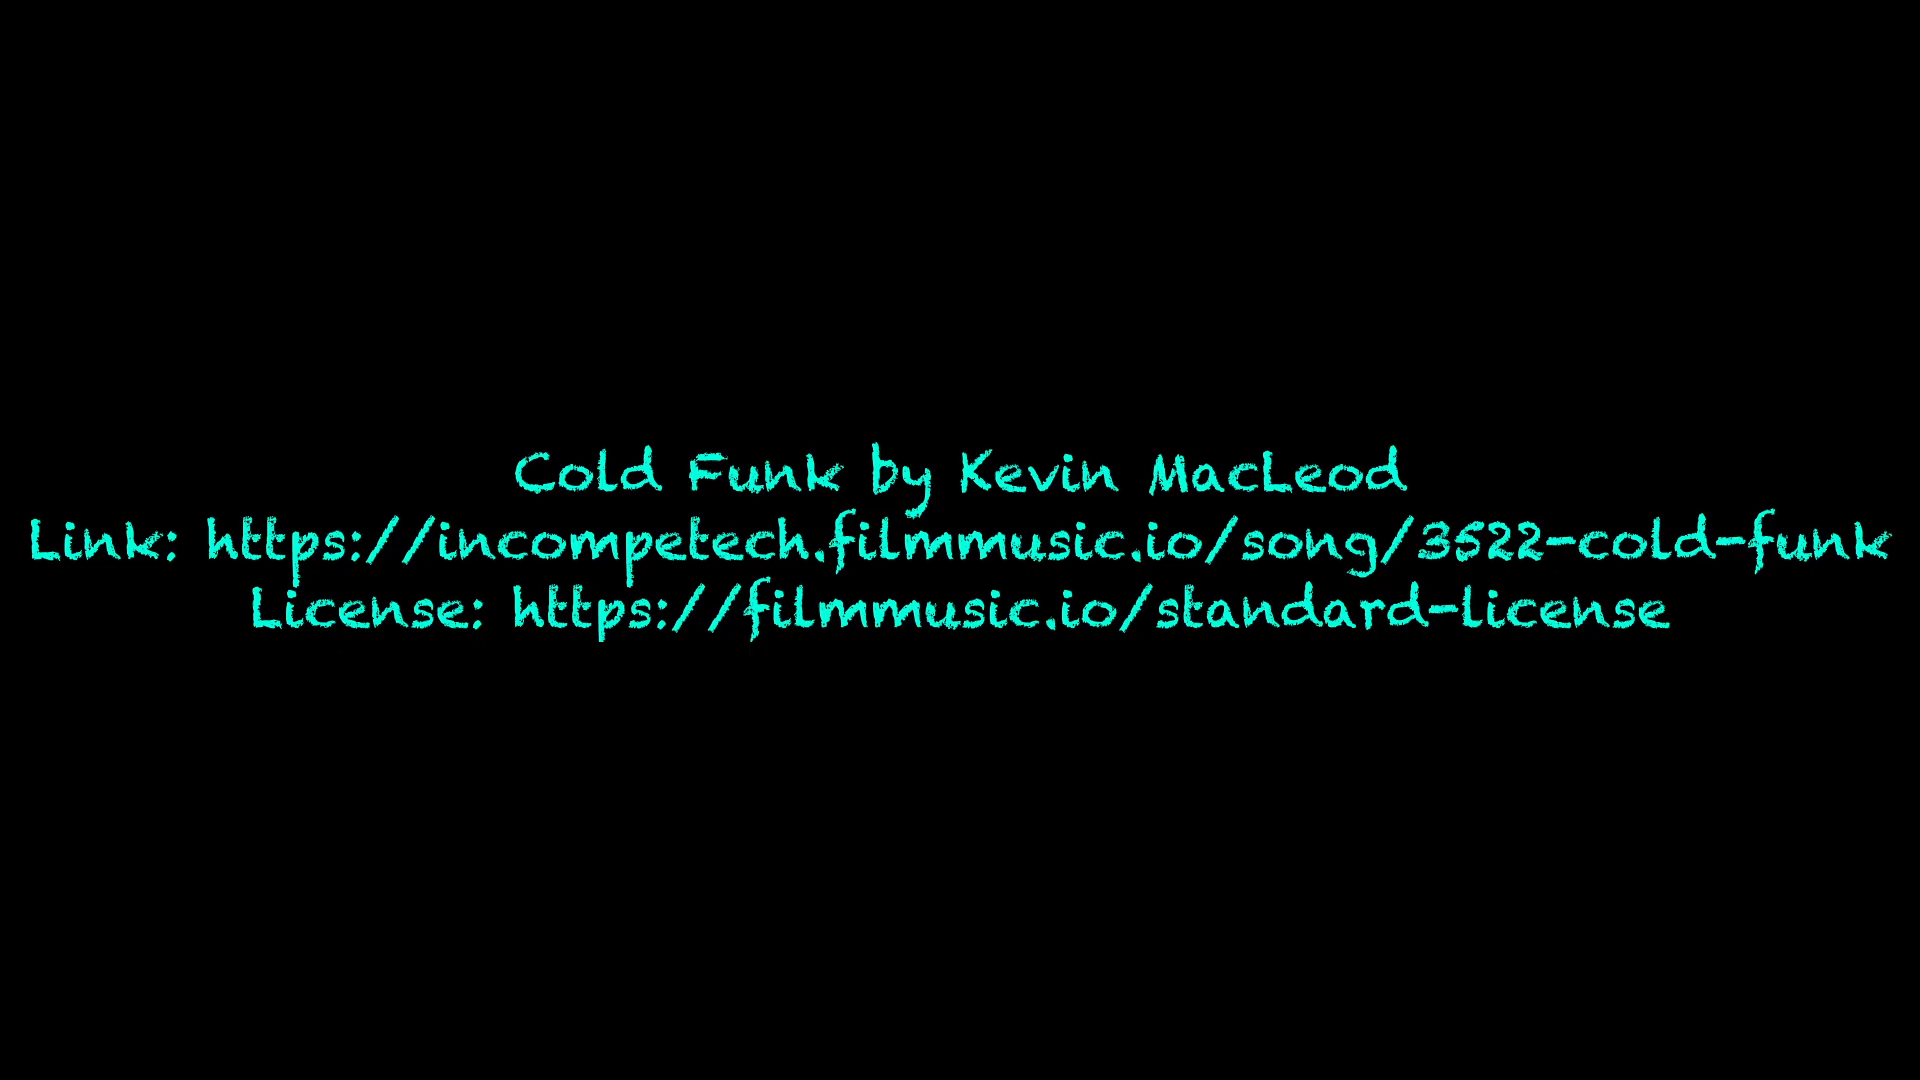 Cold Funk by Kevin MacLeod
Link: https://incompetech.filmmusic.io/song/3522-cold-funk
License: https://filmmusic.io/standard-license